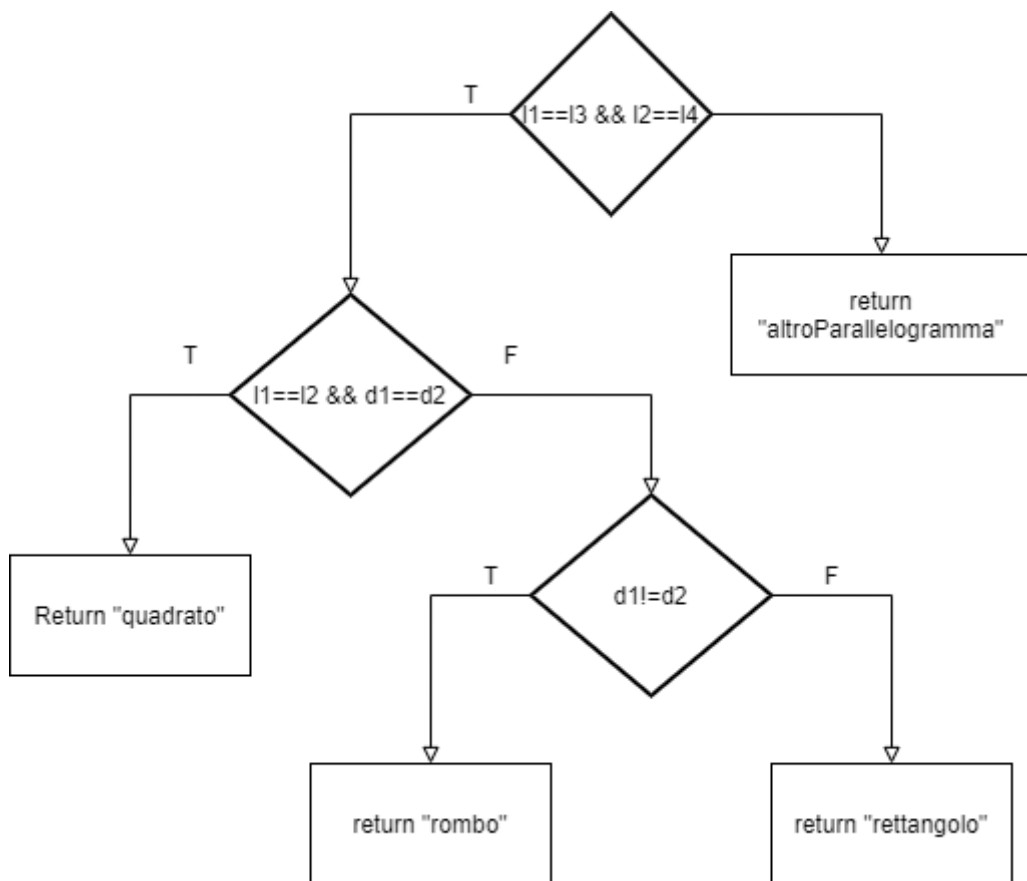 T
l1==l3 && l2==l4
return
"altroParallelogramma"
T
F
l1==l2 && d1==d2
Return "quadrato"
T
F
d1!=d2
return "rombo"
return "rettangolo"